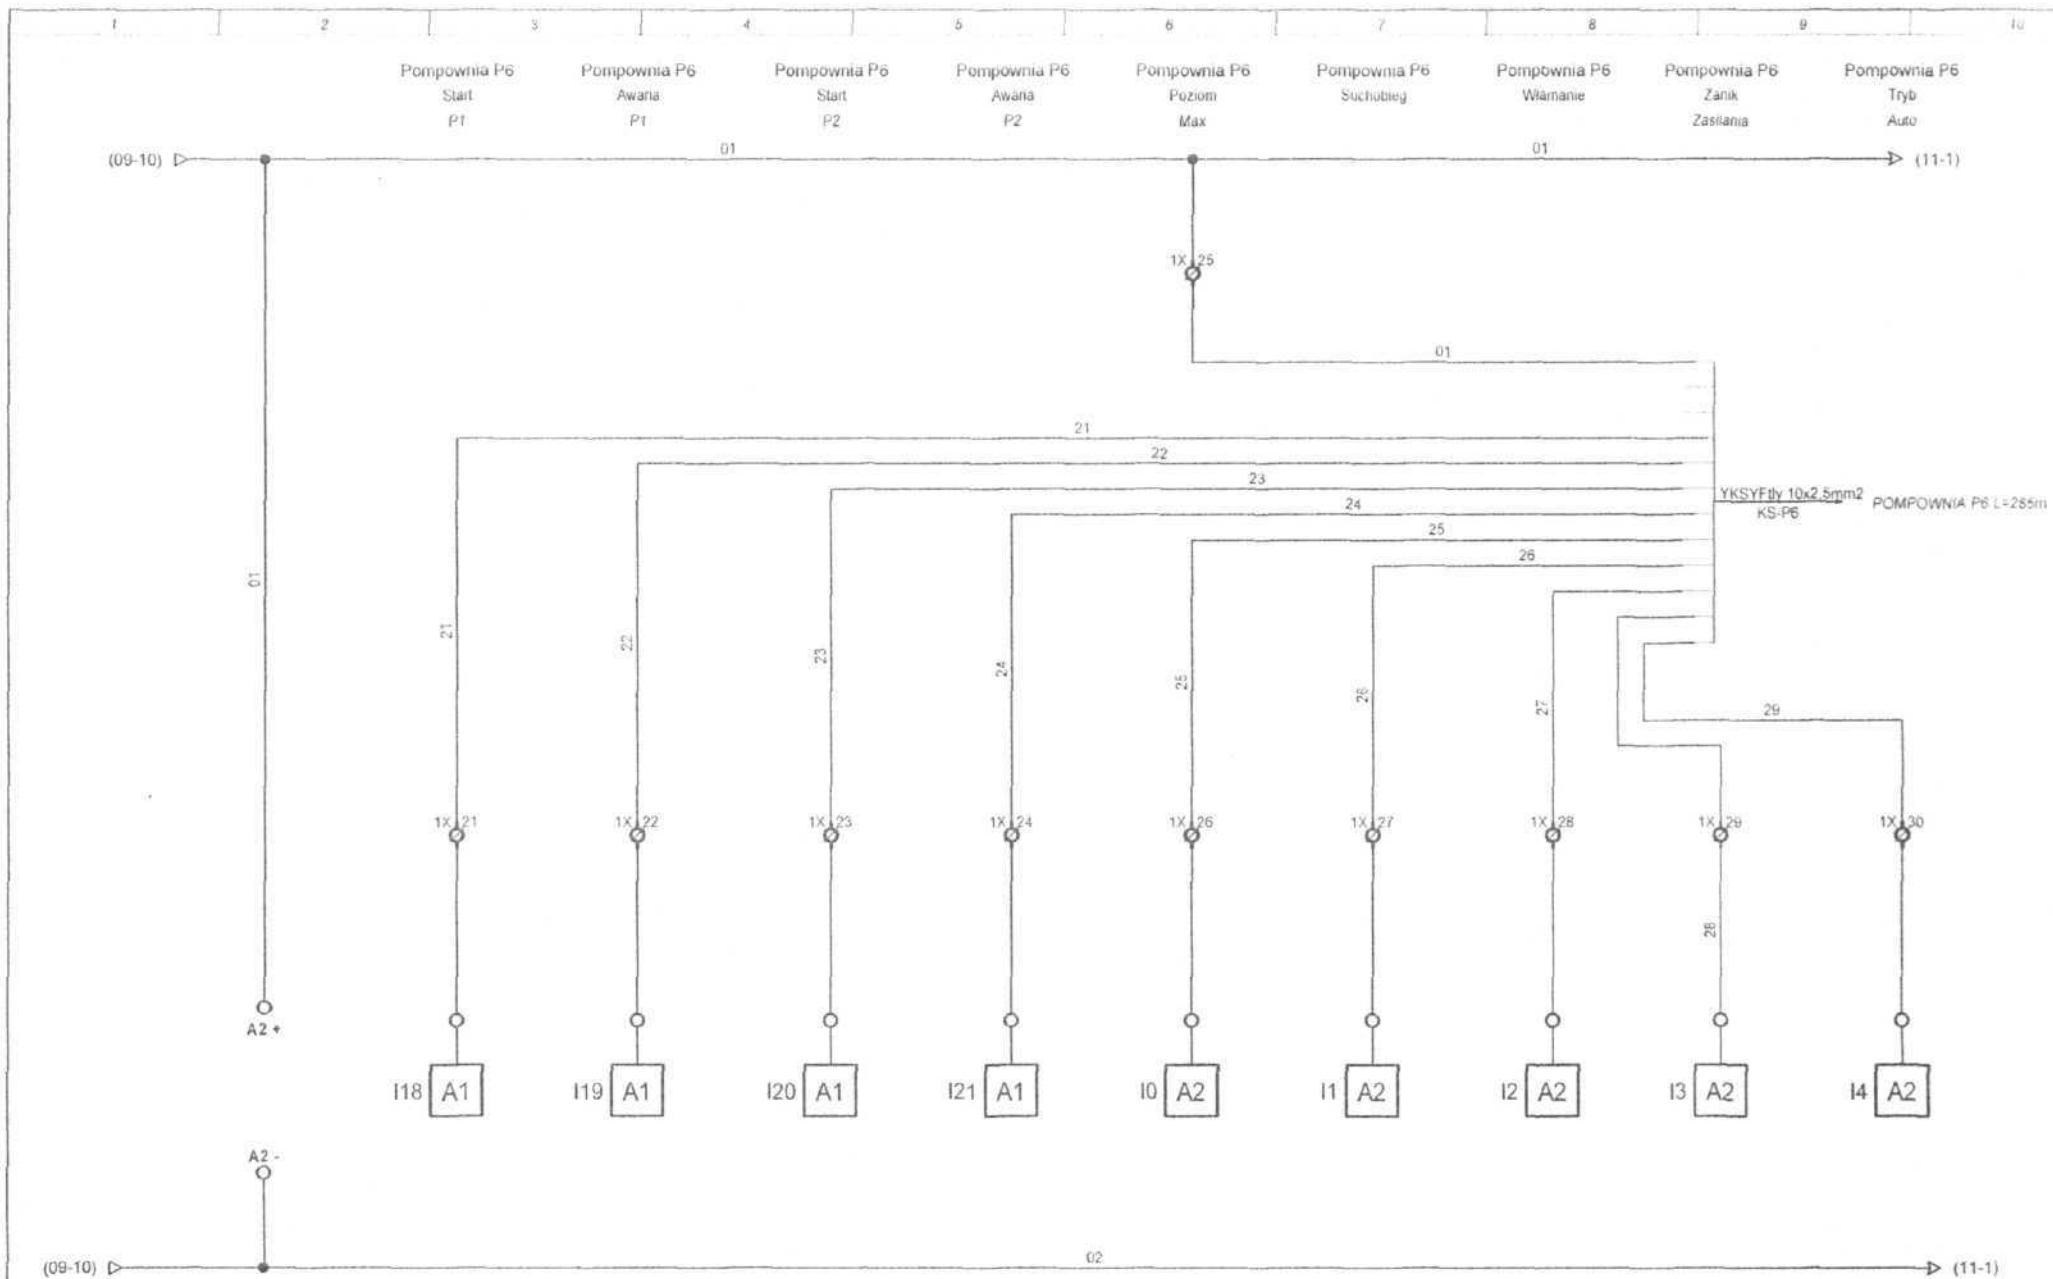 1 2 3 4 5 6 7 8 9 10
Pompownia P6 Pompownia P6 Pompownia P6 Pompownia P6 Pompownia P6 Pompownia P6 Pompownia P6 Pompownia P6 Pompownia P6
Start Awaria Start Awaria Poziom Suchobieg Włamanie Zanik Tryb
P1 P1 P2 P2 Max Zasilania Auto
(09-10) 01 01 (11-1)
1X 25
01
21
22
23
YKSYFtly 10x2,5mm2
KS-P6
POMPOWNIA P6 L=285m
24
25
26
01
21 22 23 24 25 26 27
29
1X 21 1X 22 1X 23 1X 24 1X 26 1X 27 1X 28 1X 29 1X 30
28
A2 +
I18 A1 I19 A1 I20 A1 I21 A1 I0 A2 I1 A2 I2 A2 I3 A2 I4 A2
A2 -
(09-10) 02 (11-1)